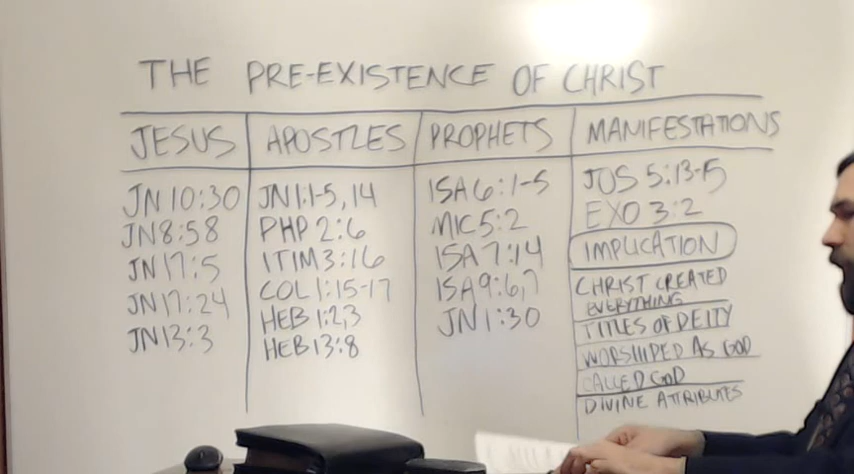 THE PRE-EXISTENCE OF CHRIST
JESUS
JN 10:30
JN 8:58
JN 17:5
JN 17:24
JN 13:3
APOSTLES
JN 1:1-5, 14
PHP 2:6
1TIM 3:16
COL 1:15-17
HEB 1:2,3
HEB 13:8
PROPHETS
ISA 6:1-5
MIC 5:2
ISA 7:14
ISA 9:6,7
JN 1:30
MANIFESTATIONS
JOS 5:13-15
EXO 3:2
IMPLICATION
CHRIST CREATED
EVERYTHING
TITLES OF DEITY
WORSHIPED AS GOD
CALLED GOD
DIVINE ATTRIBUTES